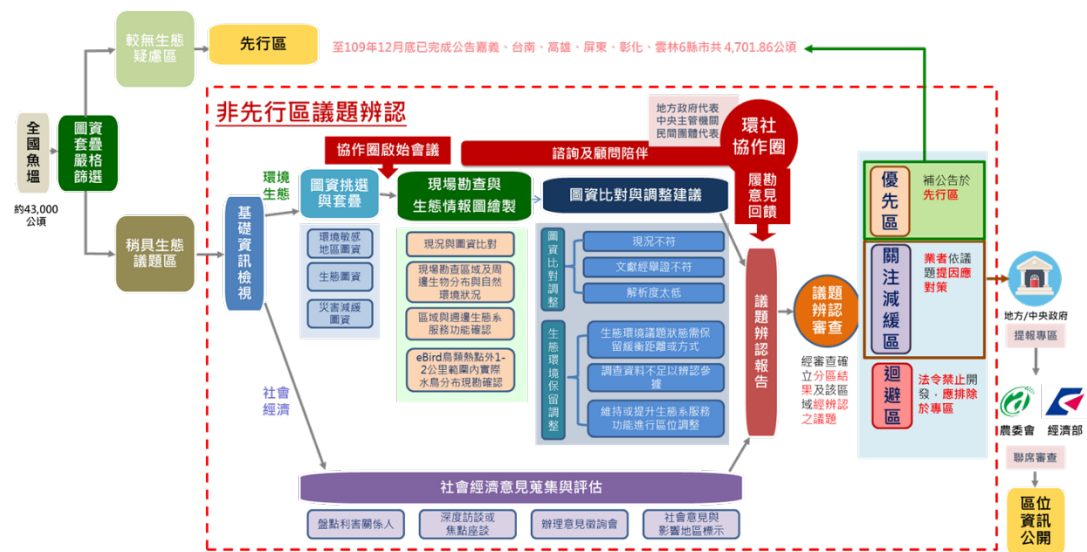 較無生態
疑慮區
先行區
至109年12月底已完成公告嘉義、台南、高雄、屏東、彰化、雲林6縣市共 4,701.86公頃
全國魚塭
約43,000
公頃
圖資
套疊
嚴格
篩選
稍具生態
議題區
非先行區議題辨認
地方政府代表
中央主管機關
民間團體代表
環社
協作圈
協作圈啟始會議
諮詢及顧問陪伴
履勘
意見
回饋
環境
生態
社會
經濟
基礎資訊檢視
圖資挑選
與套疊
環境敏感
地區圖資
生態圖資
災害減緩
圖資
現場勘查與
生態情報圖繪製
現況與圖資比對
現場勘查區域及周
邊生物分布與自然
環境狀況
區域與週邊生態系
服務功能確認
eBird鳥類熱點外1-
2公里範圍內實際
水鳥分布現勘確認
圖資比對與調整建議
圖資比對調整
現況不符
文獻經舉證不符
解析度太低
生態環境保留調整
生態環境議題狀態需保
留緩衝距離或方式
調查資料不足以辨認參
據
維持或提升生態系服務
功能進行區位調整
議題辨認報告
社會經濟意見蒐集與評估
盤點利害關係人
深度訪談或
焦點座談
辦理意見徵詢會
社會意見與
影響地區標示
議題
辨認
審查
經審查確
立分區結
果及該區
域經辨認
之議題
優先區
補公告於
先行區
關注減緩區
業者依議
題提因應
對策
迴避區
法令禁止開
發，應排除
於專區
地方/中央政府
提報專區
農委會
經濟部
聯席審查
區位
資訊
公開